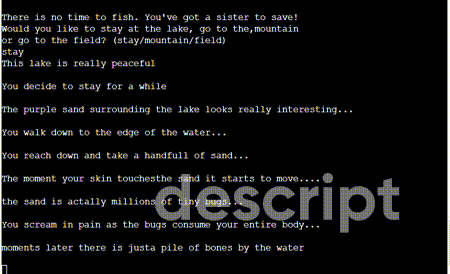 There is no time to fish. You've got a sister to save!
Would you like to stay at the lake, go to the,mountain
or go to the field? (stay/mountain/field)
stay
This lake is really peaceful
You decide to stay for a while
The purple sand surrounding the lake looks really interesting...
You walk down to the edge of the water...
You reach down and take a handfull of sand...
The moment your skin touchesthe sand it starts to move....
the sand is actally millions of tiny bugs...
You scream in pain as the bugs consume your entire body...
moments later there is justa pile of bones by the water
descript